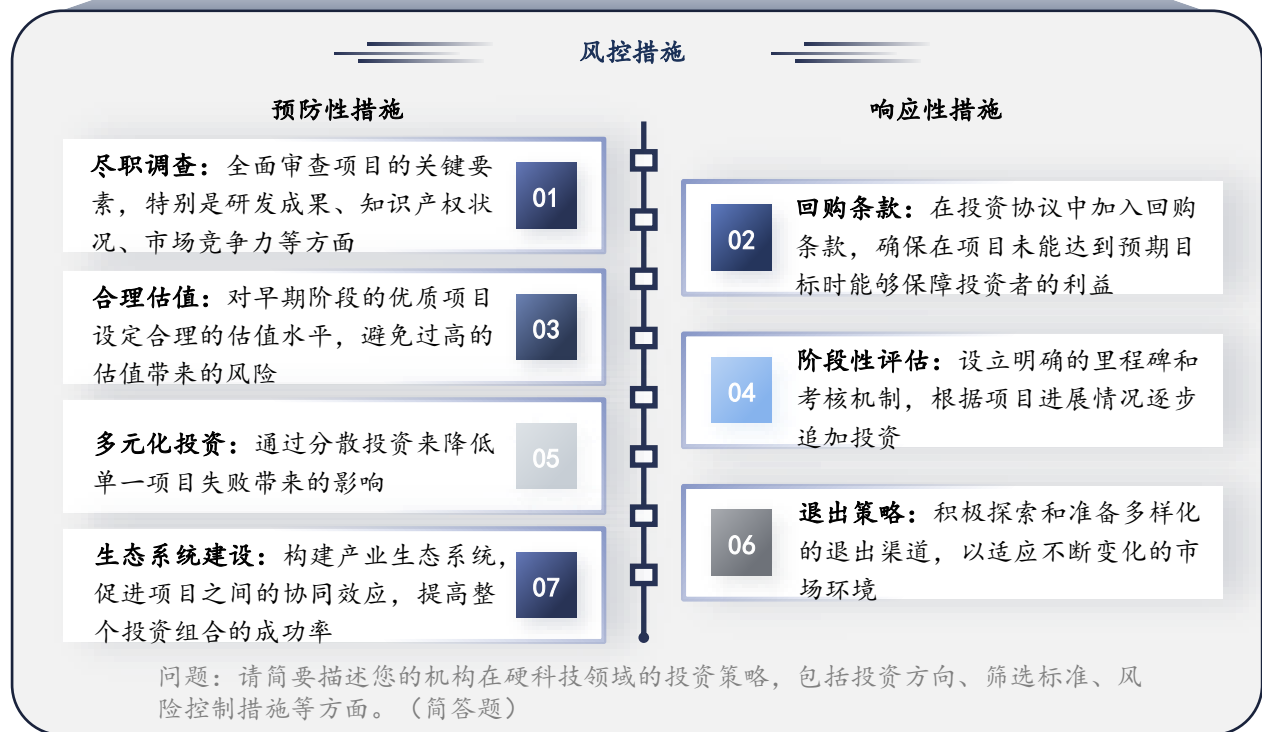 风控措施
预防性措施
尽职调查：全面审查项目的关键要
素，特别是研发成果、知识产权状
况、市场竞争力等方面
01
合理估值：对早期阶段的优质项目
设定合理的估值水平，避免过高的
估值带来的风险
03
多元化投资：通过分散投资来降低
单一项目失败带来的影响
05
生态系统建设：构建产业生态系统，
促进项目之间的协同效应，提高整
个投资组合的成功率
07
响应性措施
02
回购条款：在投资协议中加入回购
条款，确保在项目未能达到预期目
标时能够保障投资者的利益
04
阶段性评估：设立明确的里程碑和
考核机制，根据项目进展情况逐步
追加投资
06
退出策略：积极探索和准备多样化
的退出渠道，以适应不断变化的市
场环境
问题：请简要描述您的机构在硬科技领域的投资策略，包括投资方向、筛选标准、风
险控制措施等方面。（简答题）